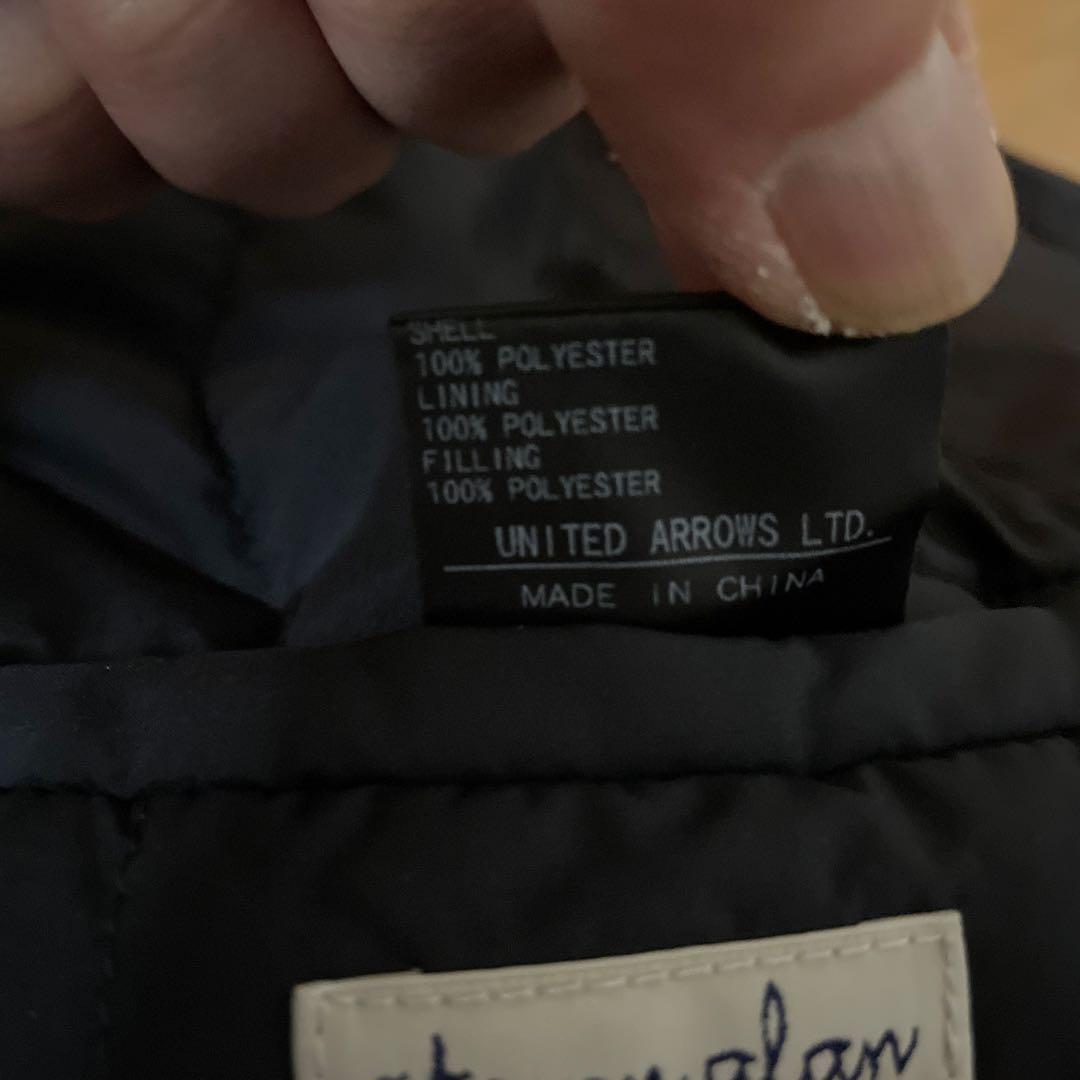 SHELL
100% POLYESTER
LINING
100% POLYESTER
FILLING
100% POLYESTER
UNITED ARROWS LTD.
MADE IN CHINA